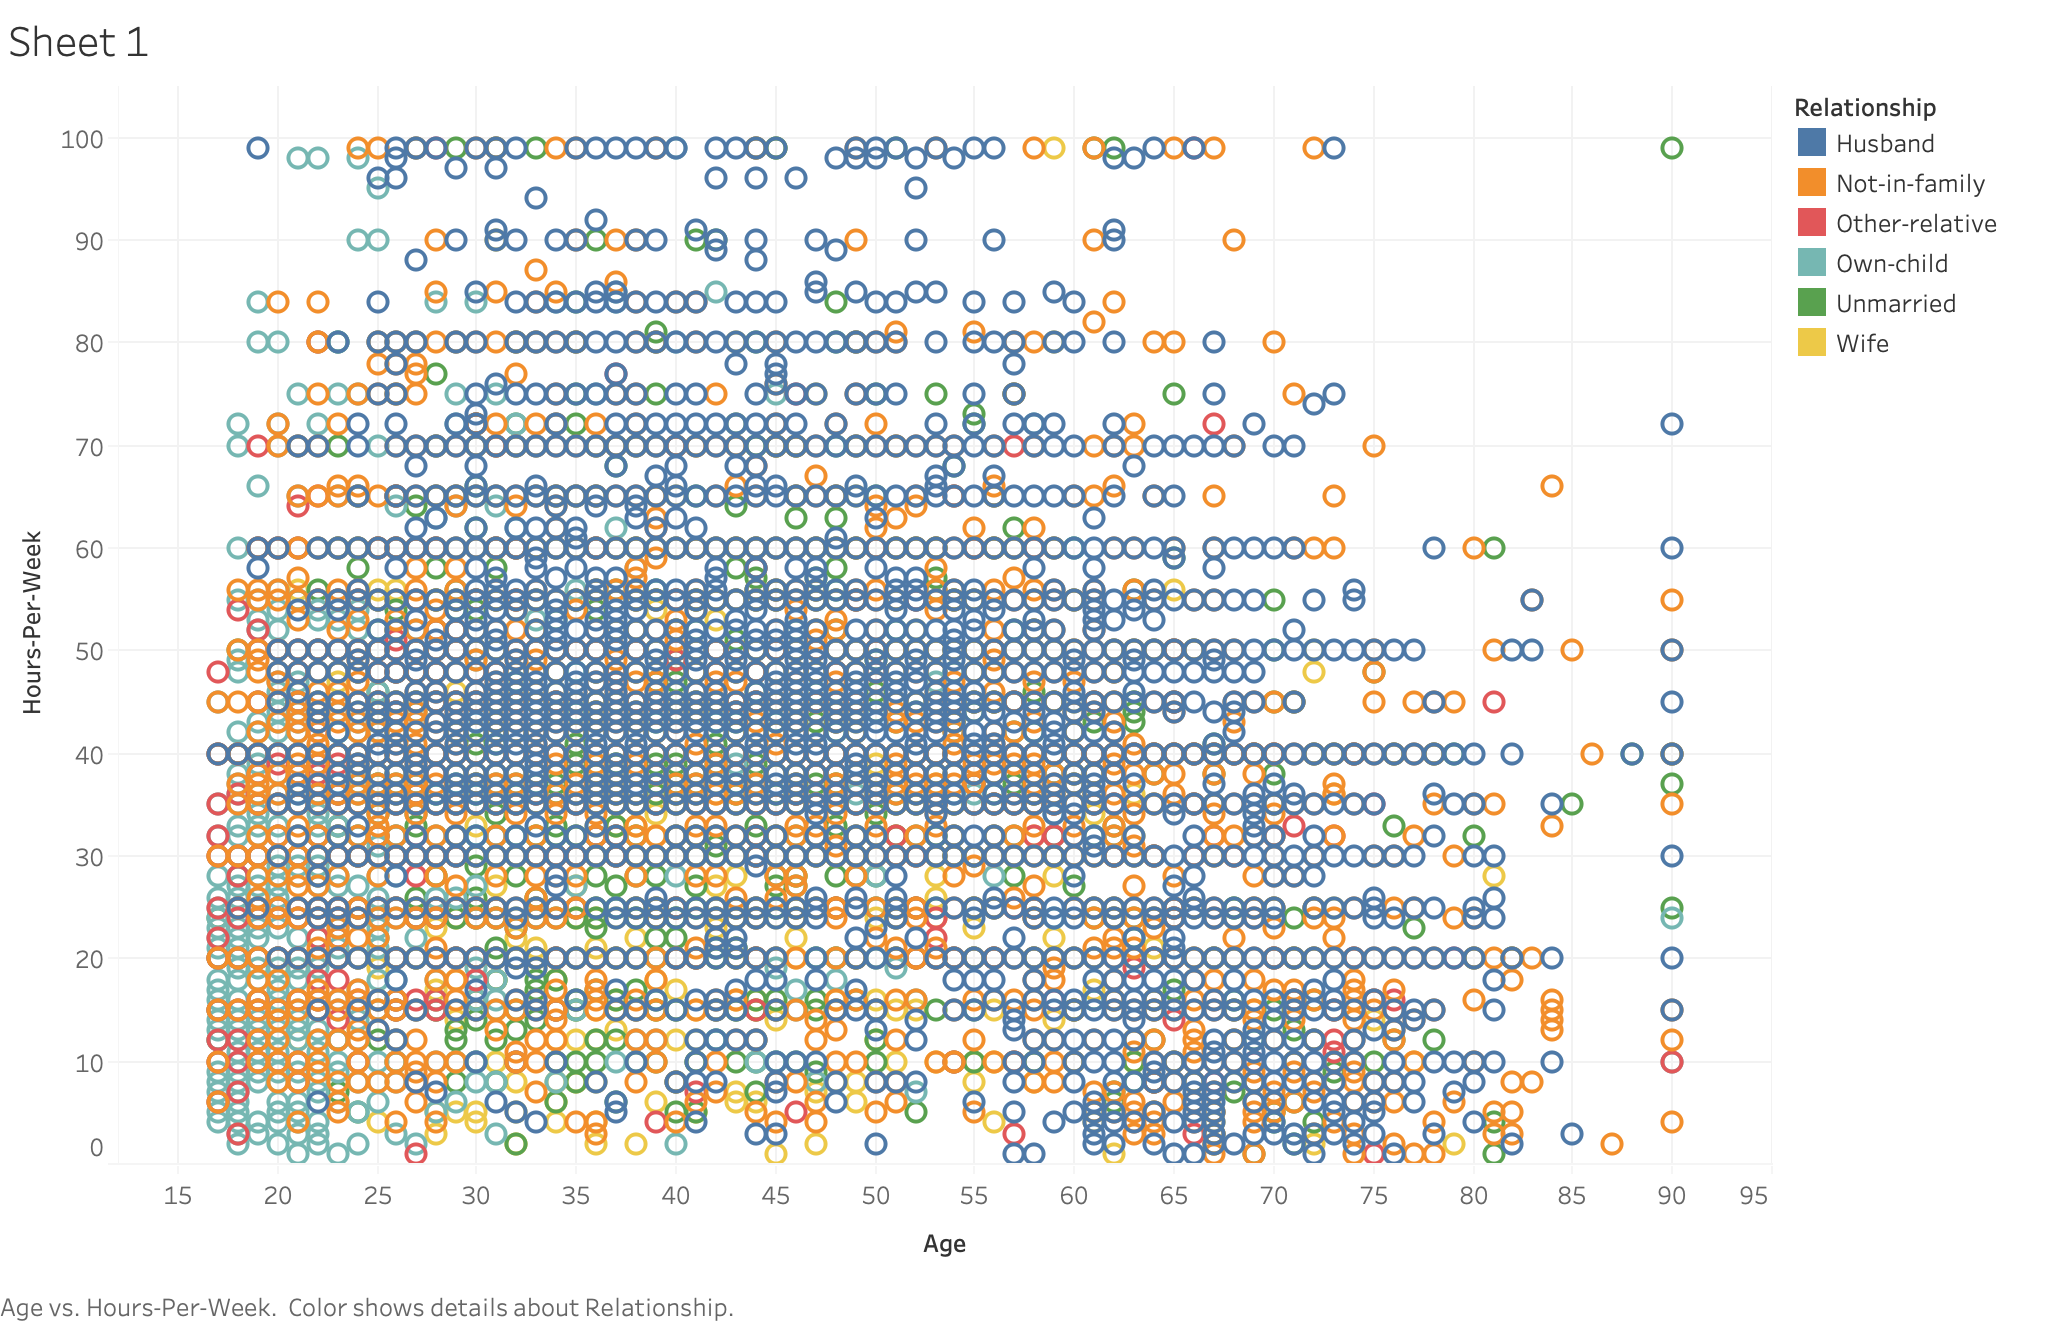 Sheet 1
Relationship
Husband
Not-in-family
Other-relative
Own-child
Unmarried
Wife
Hours-Per-Week
100
90
80
70
60
50
40
30
20
10
0
15 20 25 30 35 40 45 50 55 60 65 70 75 80 85 90 95
Age
Age vs. Hours-Per-Week. Color shows details about Relationship.